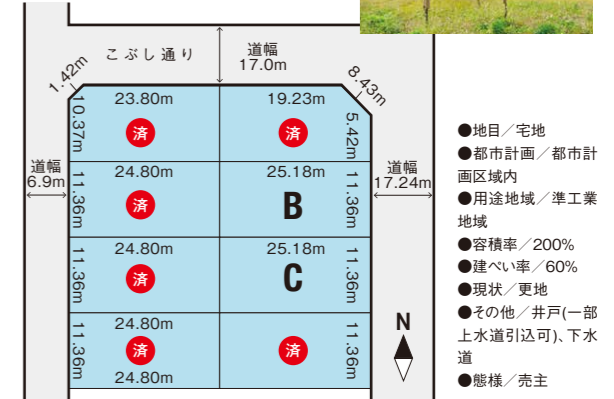 こぶし通り
道幅
17.0m
1.42m
8.43m
23.80m
19.23m
10.37m
済
済
5.42m
道幅
6.9m
道幅
17.24m
24.80m
25.18m
11.36m
済
B
11.36m
24.80m
25.18m
11.36m
済
C
11.36m
24.80m
11.36m
済
済
11.36m
24.80m
N
●地目／宅地
●都市計画／都市計
画区域内
●用途地域／準工業
地域
●容積率／200%
●建ぺい率／60%
●現状／更地
●その他／井戸(一部
上水道引込可)、下水
道
●態様／売主